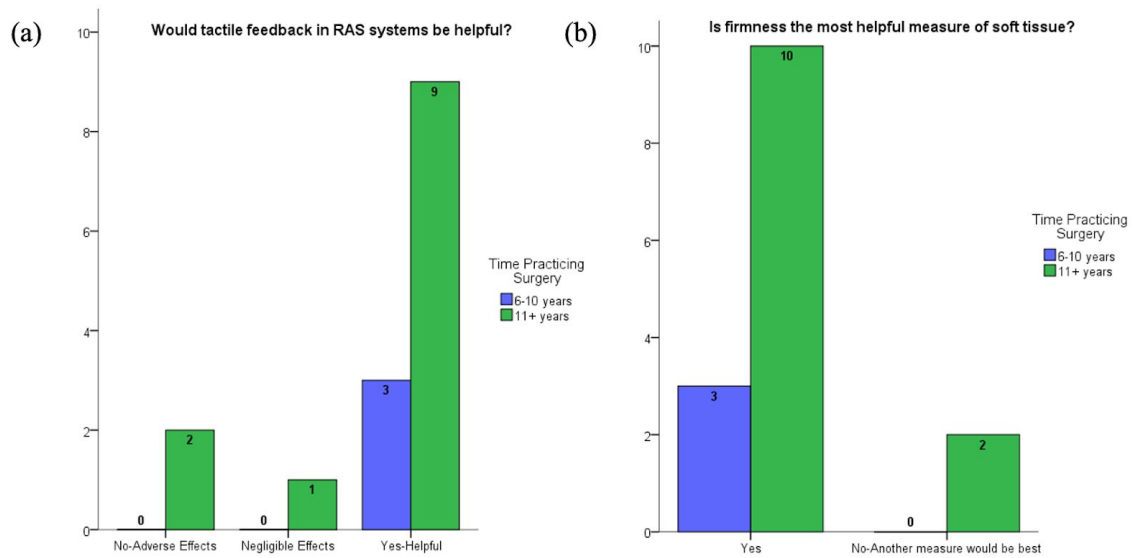 (a)
Would tactile feedback in RAS systems be helpful?
10
8
6
4
2
0
0
2
0
1
3
9
No-Adverse Effects
Negligible Effects
Yes-Helpful
Time Practicing
Surgery
6-10 years
11+ years
(b)
Is firmness the most helpful measure of soft tissue?
10
8
6
4
2
0
3
10
0
2
Yes
No-Another measure would be best
Time Practicing
Surgery
6-10 years
11+ years